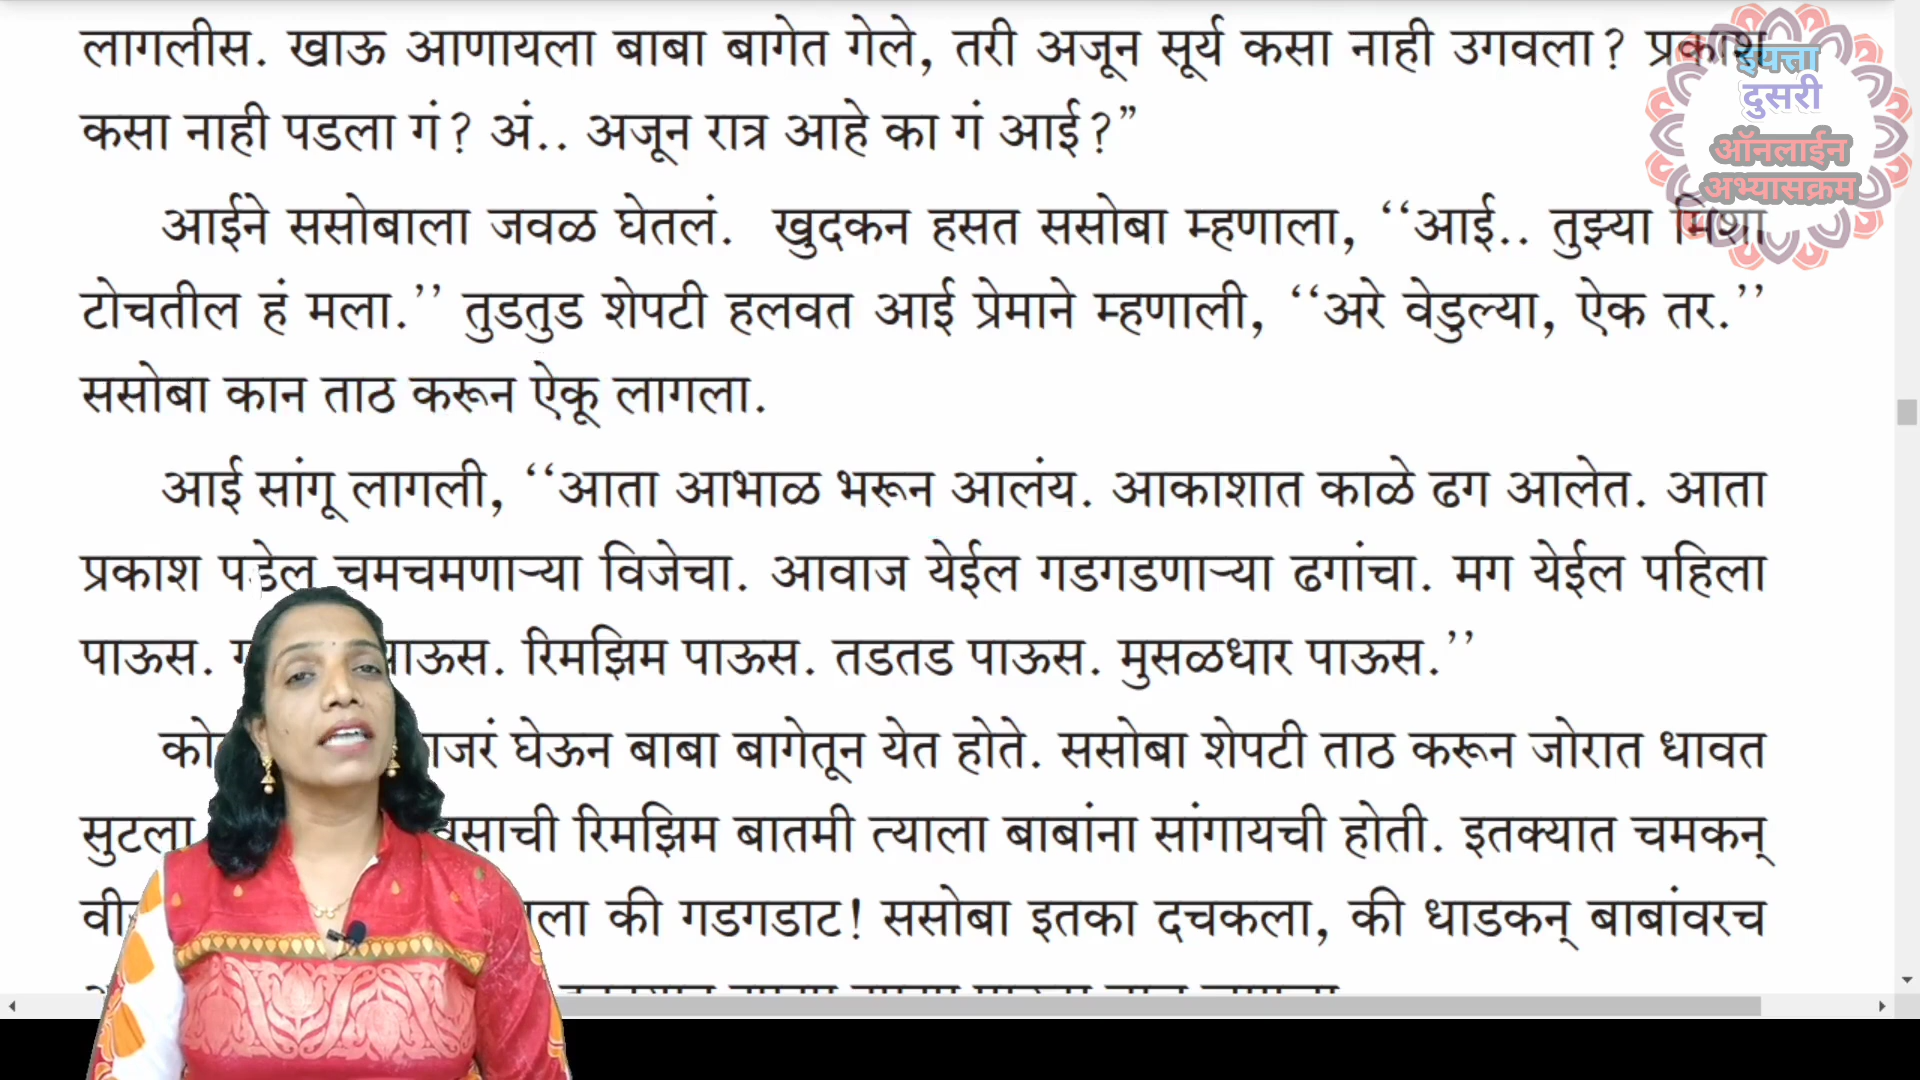 लागलीस. खाऊ आणायला बाबा बागेत गेले, तरी अजून सूर्य कसा नाही उगवला? प्रकाश
कसा नाही पडला गं? अं.. अजून रात्र आहे का गं आई?”
आईने ससोबाला जवळ घेतलं. खुदकन हसत ससोबा म्हणाला, ‘‘आई.. तुझ्या मिशा
टोचतील हं मला.’’ तुडतुड शेपटी हलवत आई प्रेमाने म्हणाली, ‘‘अरे वेडुल्या, ऐक तर.’’
ससोबा कान ताठ करून ऐकू लागला.
आई सांगू लागली, ‘‘आता आभाळ भरून आलंय. आकाशात काळे ढग आलेत. आता
प्रकाश पडेल चमचमणाऱ्या विजेचा. आवाज येईल गडगडणाऱ्या ढगांचा. मग येईल पहिला
पाऊस. पाऊस. रिमझिम पाऊस. तडतड पाऊस. मुसळधार पाऊस.’’
घेऊन बाबा बागेतून येत होते. ससोबा शेपटी ताठ करून जोरात धावत
सुटला रिमझिम बातमी त्याला बाबांना सांगायची होती. इतक्यात चमकन्
की गडगडाट! ससोबा इतका दचकला, की धाडकन् बाबांवरच
इयत्ता
दुसरी
ऑनलाईन
अभ्यासक्रम